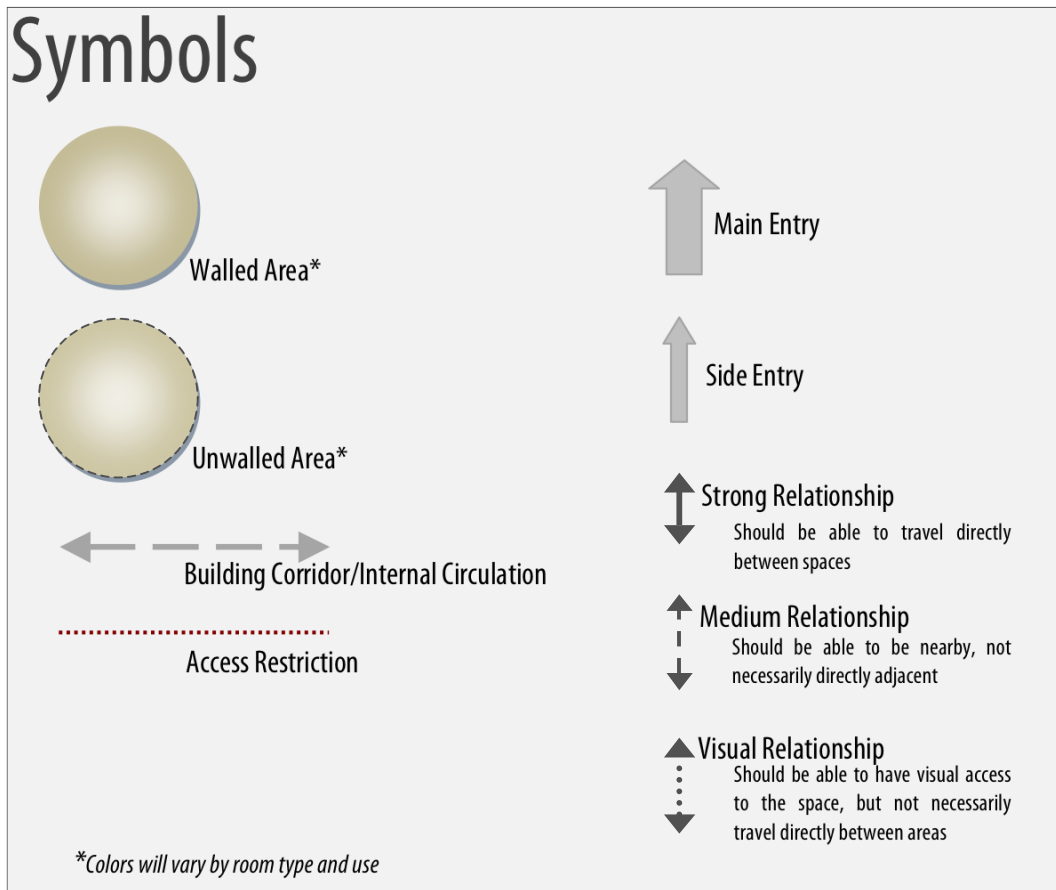 Symbols
Walled Area*
Unwalled Area*
Building Corridor/Internal Circulation
Access Restriction
*Colors will vary by room type and use
Main Entry
Side Entry
Strong Relationship
Should be able to travel directly
between spaces
Medium Relationship
Should be able to be nearby, not
necessarily directly adjacent
Visual Relationship
Should be able to have visual access
to the space, but not necessarily
travel directly between areas